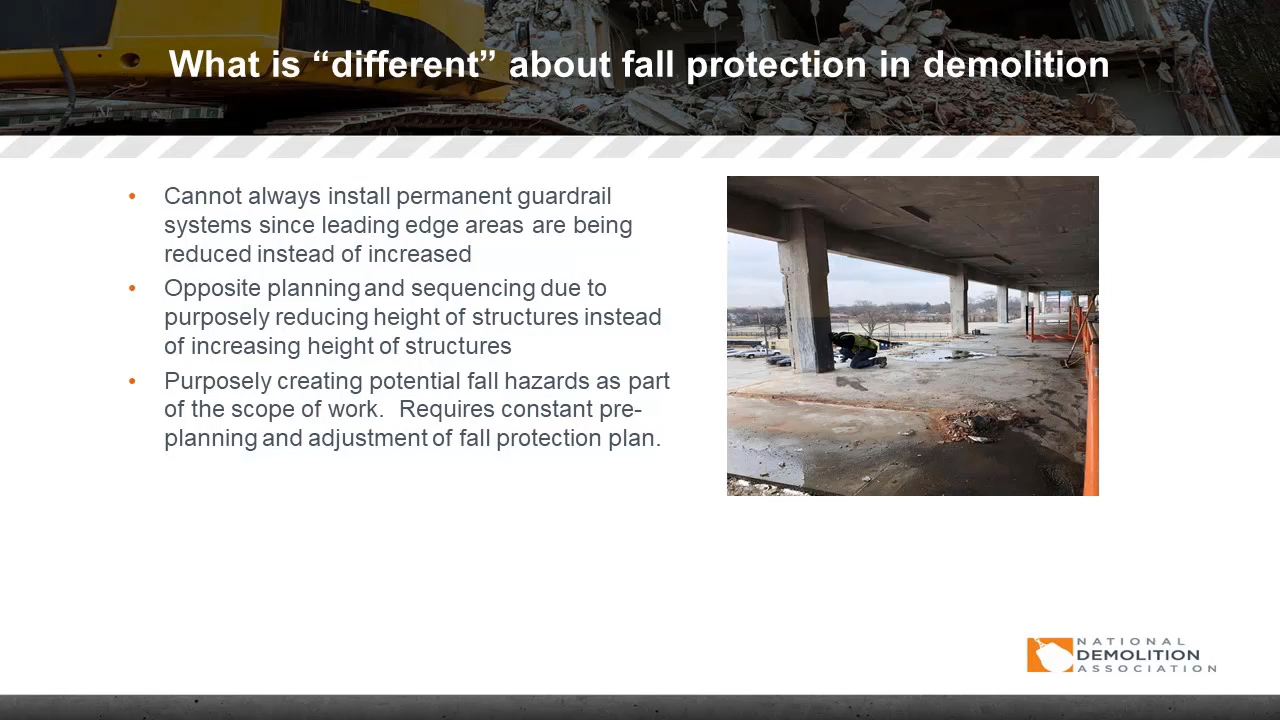 What is “different” about fall protection in demolition
• Cannot always install permanent guardrail
systems since leading edge areas are being
reduced instead of increased
• Opposite planning and sequencing due to
purposely reducing height of structures instead
of increasing height of structures
• Purposely creating potential fall hazards as part
of the scope of work.  Requires constant pre-
planning and adjustment of fall protection plan.
NATIONAL
DEMOLITION
ASSOCIATION